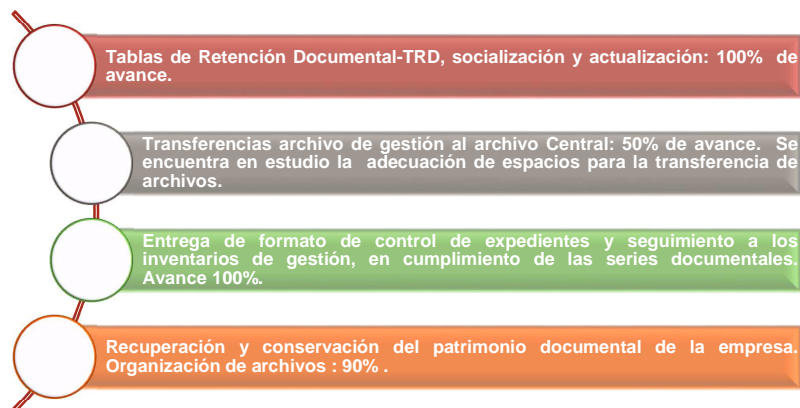 Tablas de Retención Documental-TRD, socialización y actualización: 100% de
avance.
Transferencias archivo de gestión al archivo Central: 50% de avance. Se
encuentra en estudio la adecuación de espacios para la transferencia de
archivos.
Entrega de formato de control de expedientes y seguimiento a los
inventarios de gestión, en cumplimiento de las series documentales.
Avance 100%.
Recuperación y conservación del patrimonio documental de la empresa.
Organización de archivos : 90% .